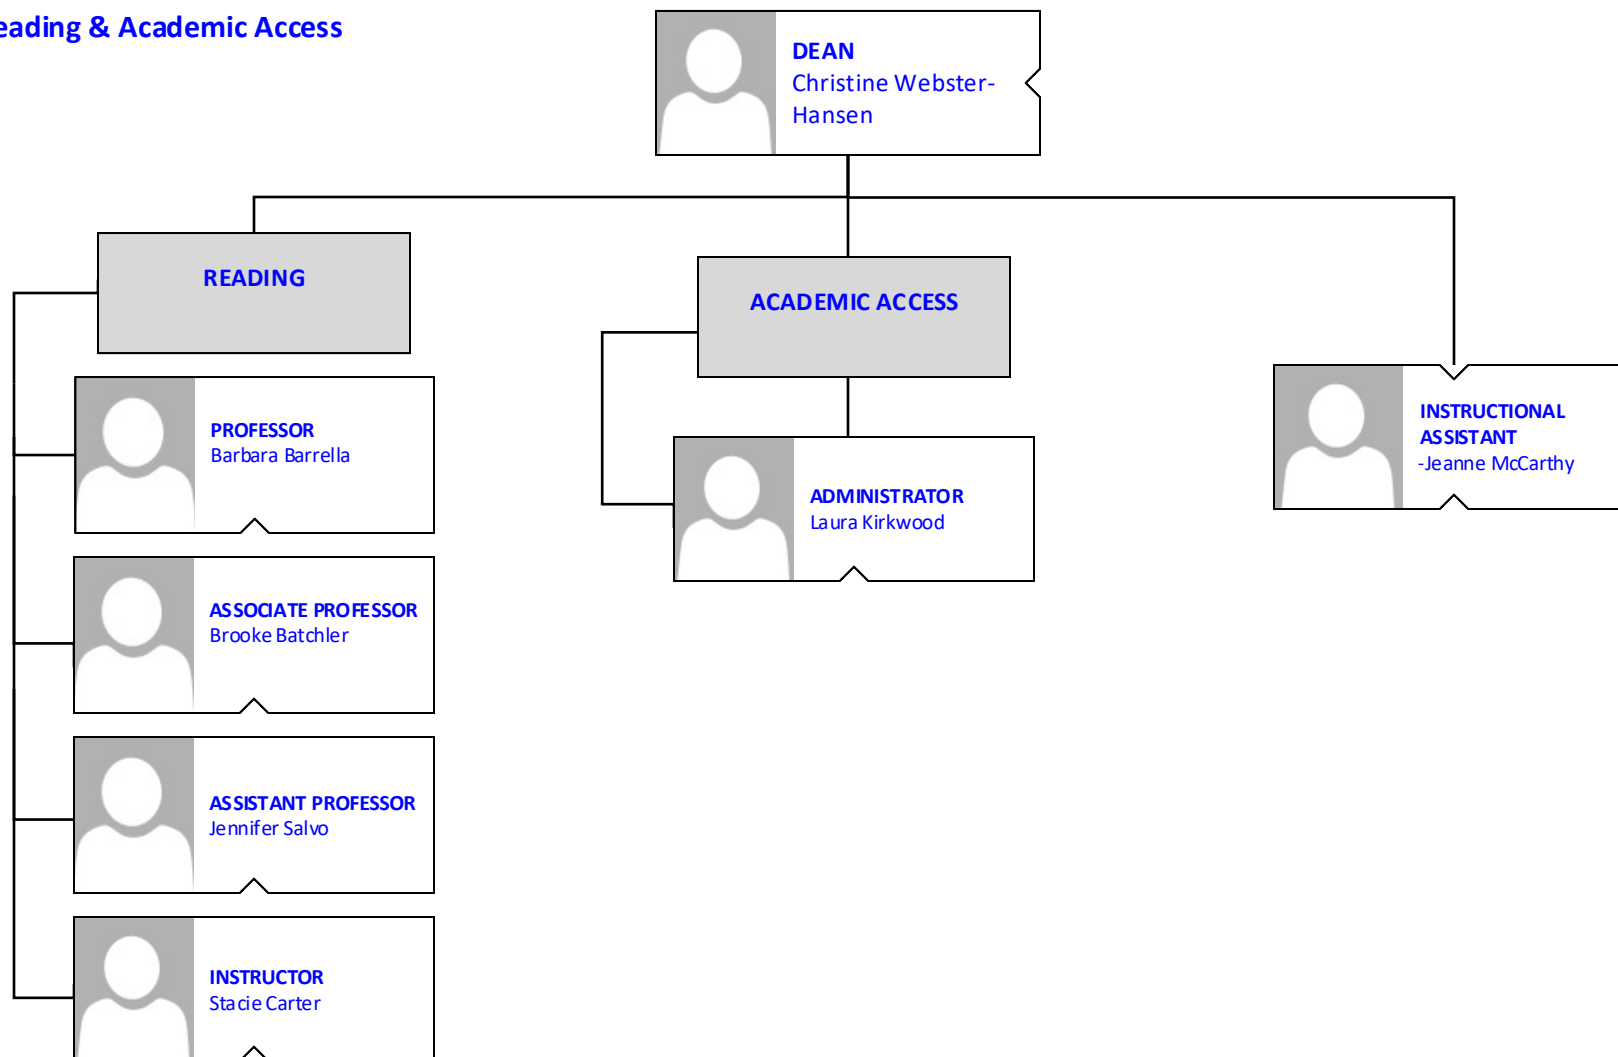 eading & Academic Access
DEAN
Christine Webster-
Hansen
READING
ACADEMIC ACCESS
PROFESSOR
Barbara Barrella
INSTRUCTIONAL
ASSISTANT
-Jeanne McCarthy
ADMINISTRATOR
Laura Kirkwood
ASSOCIATE PROFESSOR
Brooke Batchler
ASSISTANT PROFESSOR
Jennifer Salvo
INSTRUCTOR
Stacie Carter